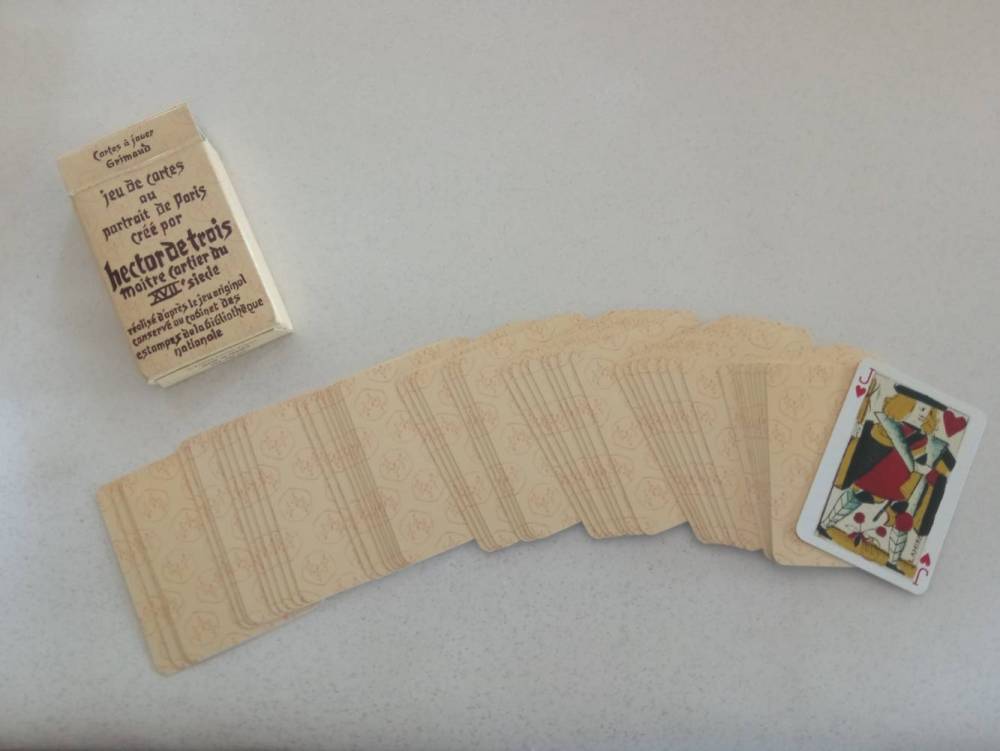 Cartes à jouer
Grimaud
jeu de cartes
au
portrait de Paris
créé par
hector de trois
maitre cartier du
XVIIe siecle
réalisé d'après le jeu original
conservé au cabinet des
estampes de la bibliothèque
nationale
J
J